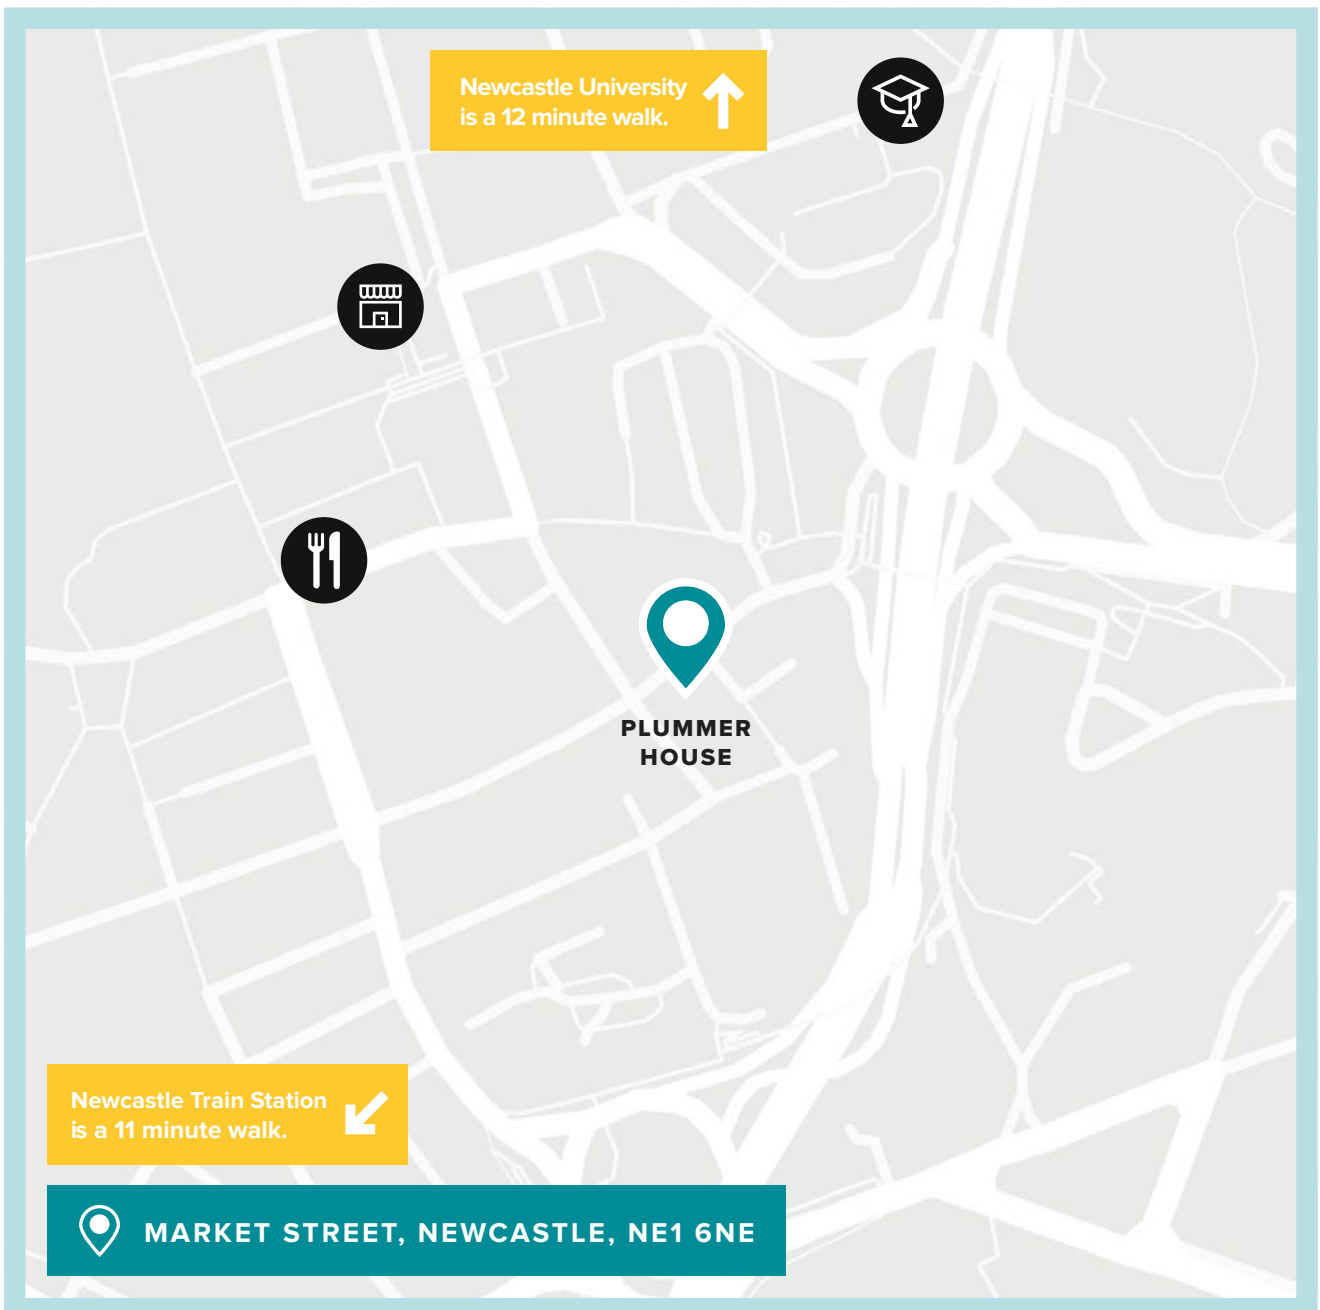 Newcastle University
is a 12 minute walk.
PLUMMER
HOUSE
Newcastle Train Station
is a 11 minute walk.
MARKET STREET, NEWCASTLE, NE1 6NE